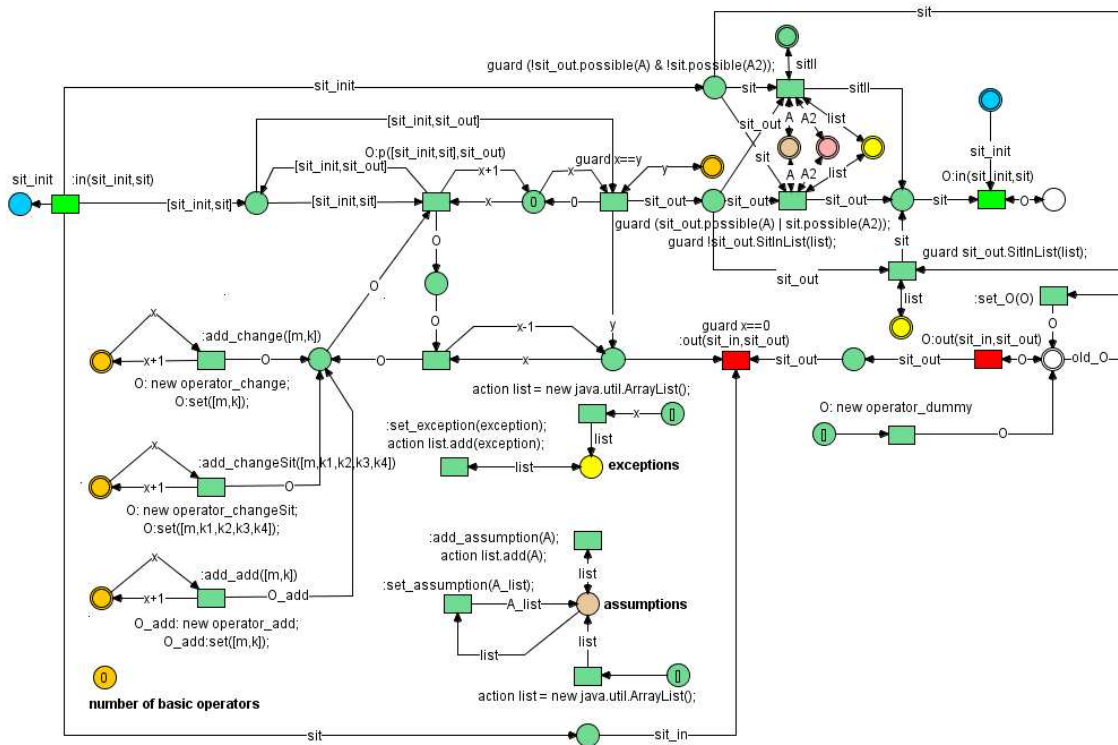 sit
guard (!sit_out.possible(A) & !sit.possible(A2));
sitII
sit_init
sit
sitII
[sit_init,sit_out]
sit_out
A
A2
list
O:p([sit_init,sit],sit_out)
guard x==y
[sit_init,sit_out]
x+1
x
y
sit
A
A2
list
sit_init
sit_init
:in(sit_init,sit)
O:in(sit_init,sit)
[sit_init,sit]
[sit_init,sit]
x
0
0
sit_out
sit_out
sit_out
sit
O
guard (sit_out.possible(A) | sit.possible(A2));
guard !sit_out.SitInList(list);
O
sit
guard sit_out.SitInList(list);
sit_out
O
list
:set_O(O)
O
x
x-1
y
guard x==0
O
:add_change([m,k])
:out(sit_in,sit_out)
O:out(sit_in,sit_out)
x+1
O
O
x
sit_out
sit_out
O
old_O
O: new operator_change;
O:set([m,k]);
action list = new java.util.ArrayList();
x
[]
O: new operator_dummy
[]
O
:set_exception(exception);
action list.add(exception);
list
x
:add_changeSit([m,k1,k2,k3,k4])
list
exceptions
x+1
O
O: new operator_changeSit;
O:set([m,k1,k2,k3,k4]);
:add_assumption(A);
action list.add(A);
x
:add_add([m,k])
list
:set_assumption(A_list);
x+1
O_add
A_list
assumptions
O_add: new operator_add;
O_add:set([m,k]);
list
list
0
[]
number of basic operators
action list = new java.util.ArrayList();
sit
sit_in